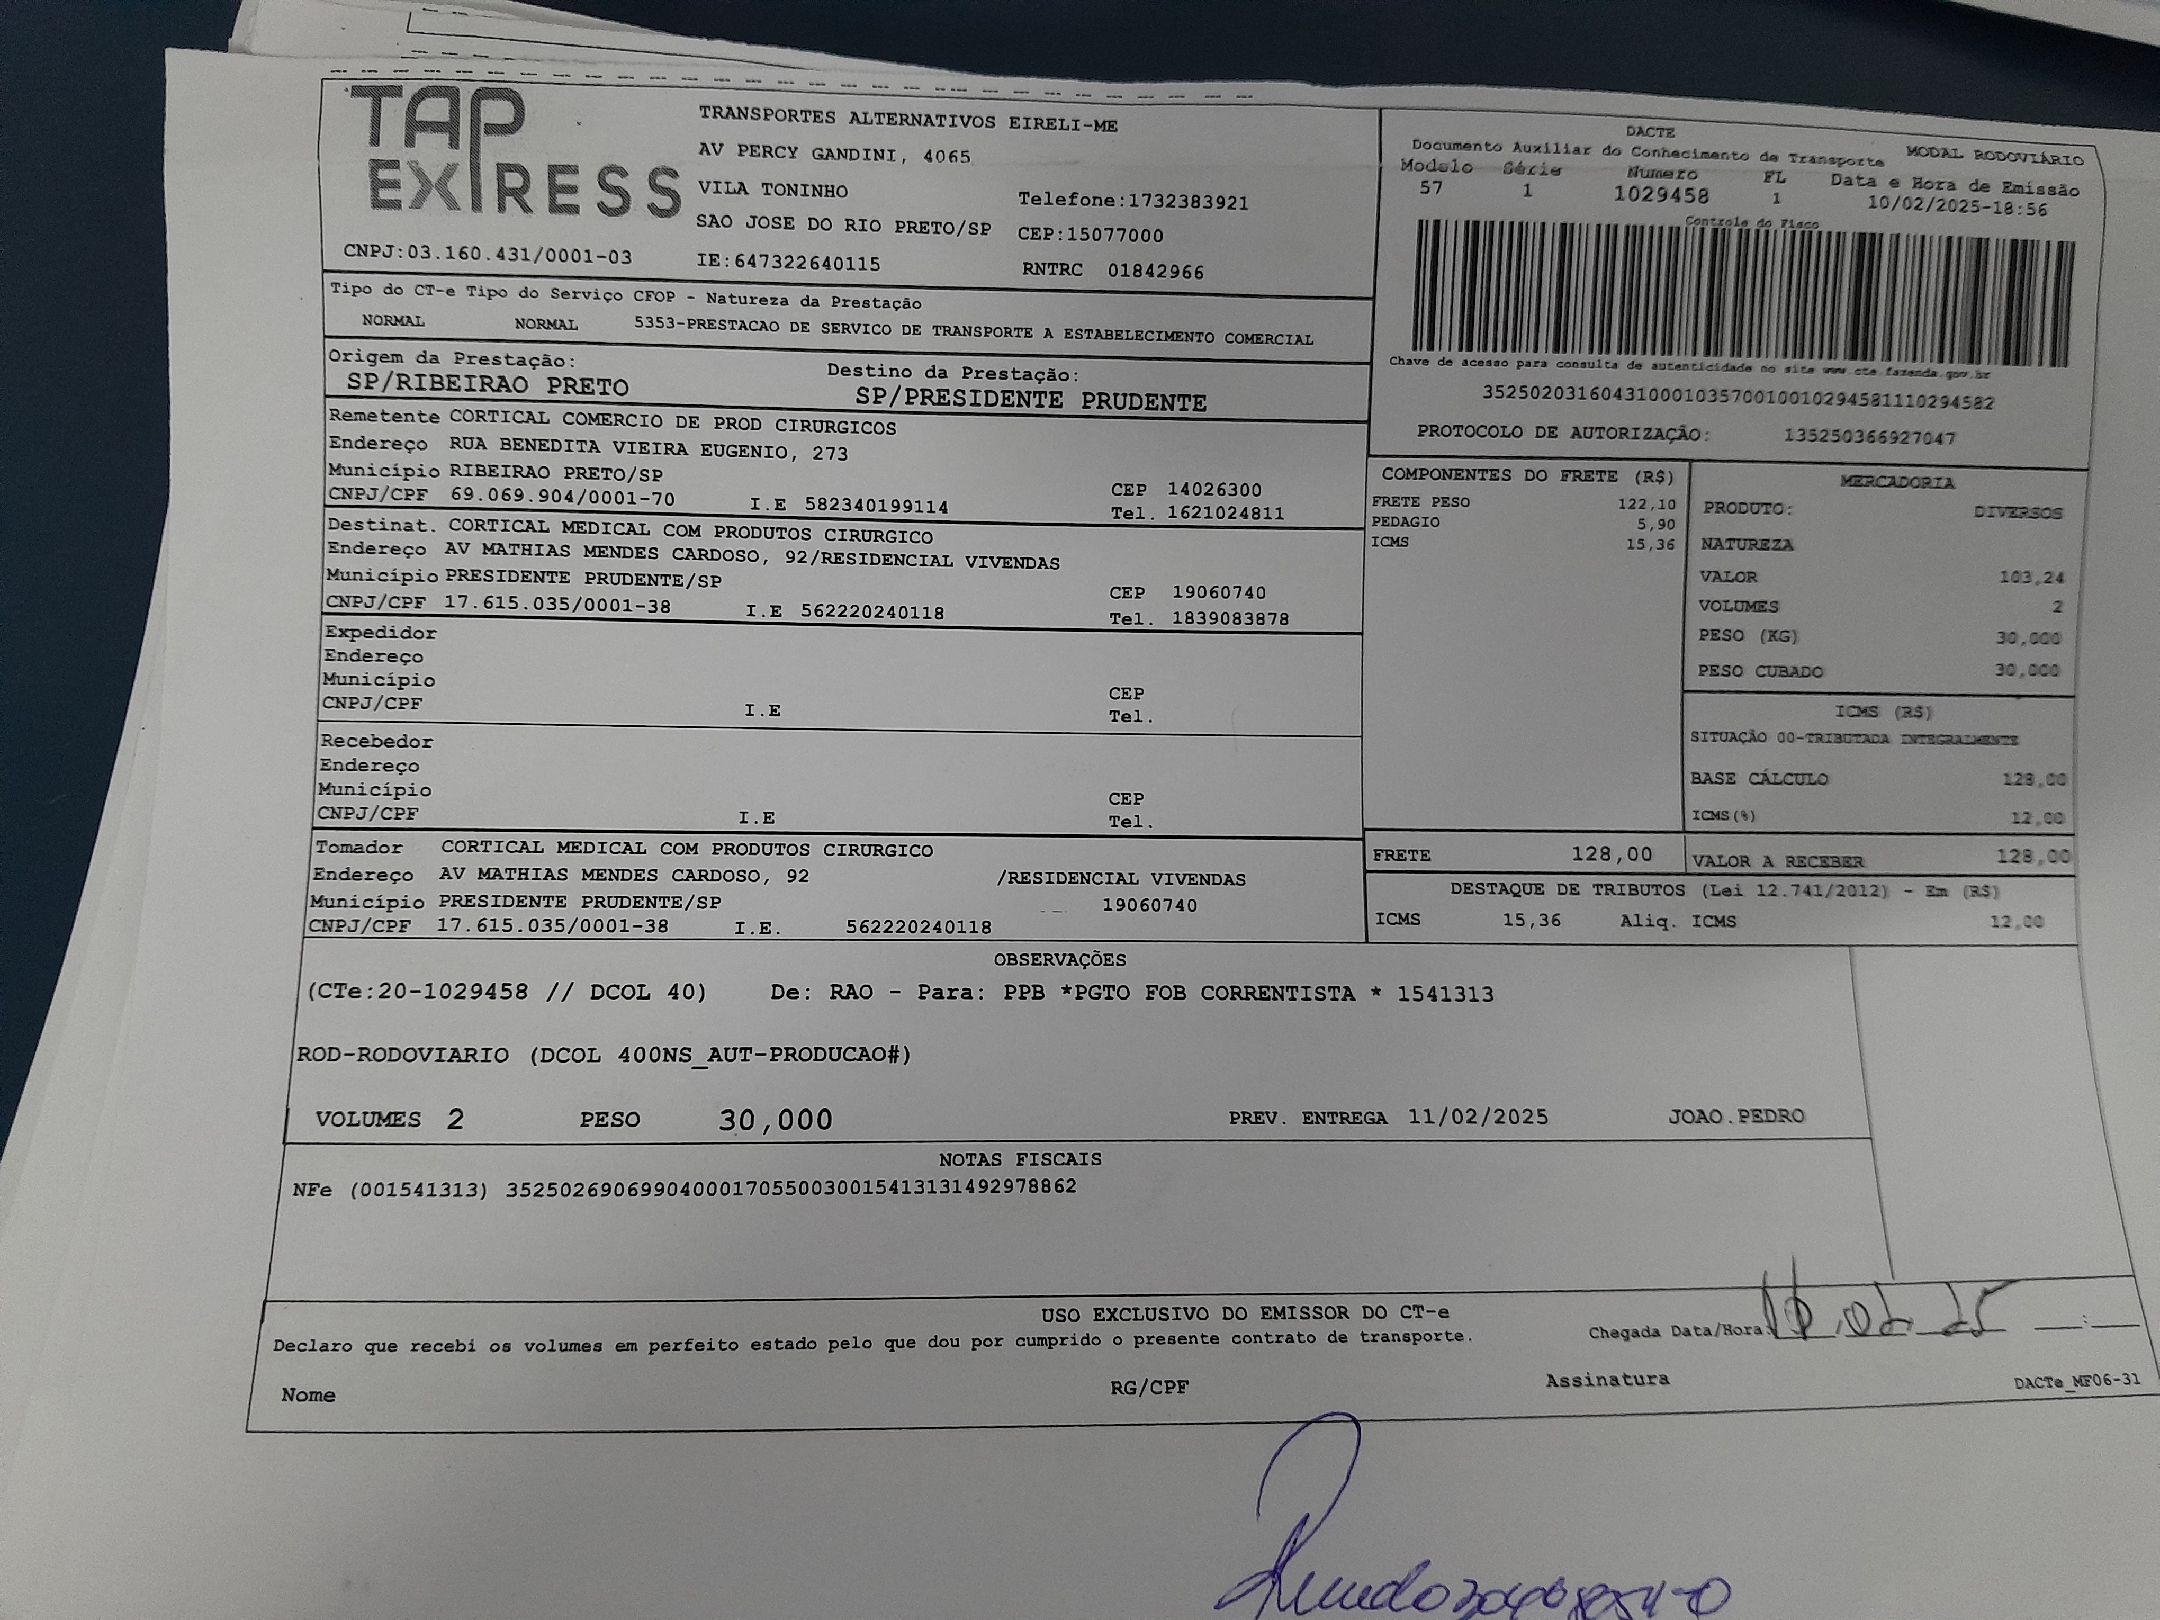 TAP EXPRESS
TRANSPORTES ALTERNATIVOS EIRELI-ME
AV PERCY GANDINI, 4065
VILA TONINHO
Telefone:1732383921
SAO JOSE DO RIO PRETO/SP CEP:15077000
CNPJ:03.160.431/0001-03 IE:647322640115 RNTRC 01842966
DACTE
Documento Auxiliar do Conhecimento de Transporte MODAL RODOVIÁRIO
Modelo Série Numero FL Data e Hora de Emissão
57 1 1029458 1 10/02/2025-18:56
Controle do Fisco
Chave de acesso para consulta de autenticidade no site www.cte.fazenda.gov.br
35250203160431000103570010010294581110294582
PROTOCOLO DE AUTORIZAÇÃO: 135250366927047
Tipo do CT-e Tipo do Serviço CFOP - Natureza da Prestação
NORMAL NORMAL 5353-PRESTACAO DE SERVICO DE TRANSPORTE A ESTABELECIMENTO COMERCIAL
Origem da Prestação: Destino da Prestação:
SP/RIBEIRAO PRETO SP/PRESIDENTE PRUDENTE
Remetente CORTICAL COMERCIO DE PROD CIRURGICOS
Endereço RUA BENEDITA VIEIRA EUGENIO, 273
Município RIBEIRAO PRETO/SP CEP 14026300
CNPJ/CPF 69.069.904/0001-70 I.E 582340199114 Tel. 1621024811
Destinat. CORTICAL MEDICAL COM PRODUTOS CIRURGICO
Endereço AV MATHIAS MENDES CARDOSO, 92/RESIDENCIAL VIVENDAS
Município PRESIDENTE PRUDENTE/SP CEP 19060740
CNPJ/CPF 17.615.035/0001-38 I.E 562220240118 Tel. 1839083878
Expedidor
Endereço
Município CEP
CNPJ/CPF I.E Tel.
Recebedor
Endereço
Município CEP
CNPJ/CPF I.E Tel.
Tomador CORTICAL MEDICAL COM PRODUTOS CIRURGICO
Endereço AV MATHIAS MENDES CARDOSO, 92 /RESIDENCIAL VIVENDAS
Município PRESIDENTE PRUDENTE/SP 19060740
CNPJ/CPF 17.615.035/0001-38 I.E. 562220240118
COMPONENTES DO FRETE (R$)
FRETE PESO 122,10
PEDAGIO 5,90
ICMS 15,36
MERCADORIA
PRODUTO: DIVERSOS
NATUREZA
VALOR 103,24
VOLUMES 2
PESO (KG) 30,000
PESO CUBADO 30,000
ICMS (R$)
SITUAÇÃO 00-TRIBUTADA INTEGRALMENTE
BASE CÁLCULO 128,00
ICMS(%) 12,00
FRETE 128,00 VALOR A RECEBER 128,00
DESTAQUE DE TRIBUTOS (Lei 12.741/2012) - Em (R$)
ICMS 15,36 Aliq. ICMS 12,00
OBSERVAÇÕES
(CTe:20-1029458 // DCOL 40) De: RAO - Para: PPB *PGTO FOB CORRENTISTA * 1541313
ROD-RODOVIARIO (DCOL 400NS_AUT-PRODUCAO#)
VOLUMES 2 PESO 30,000 PREV. ENTREGA 11/02/2025 JOAO.PEDRO
NOTAS FISCAIS
NFe (001541313) 35250269069904000170550030015413131492978862
USO EXCLUSIVO DO EMISSOR DO CT-e
Declaro que recebi os volumes em perfeito estado pelo que dou por cumprido o presente contrato de transporte.
Chegada Data/Hora:
Nome RG/CPF Assinatura DACTe_MF06-31